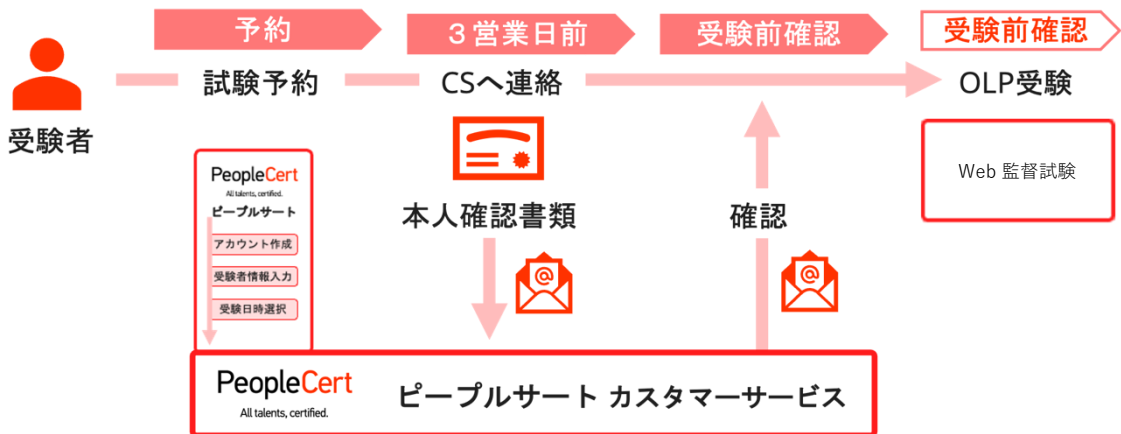 予約
３営業日前
受験前確認
受験前確認
試験予約
CSへ連絡
OLP受験
受験者
PeopleCert
All talents, certified.
ピープルサート
アカウント作成
受験者情報入力
受験日時選択
本人確認書類
@
確認
@
Web 監督試験
PeopleCert
All talents, certified.
ピープルサート カスタマーサービス